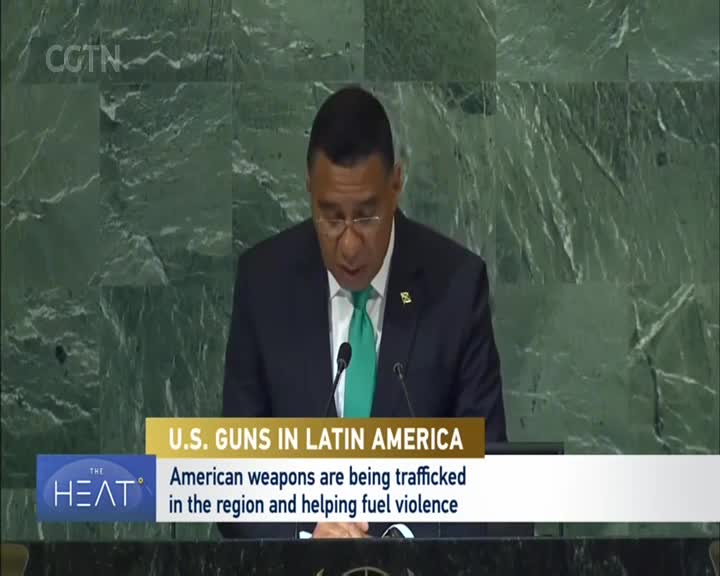 CGTN
U.S. GUNS IN LATIN AMERICA
THE
HEAT
American weapons are being trafficked
in the region and helping fuel violence